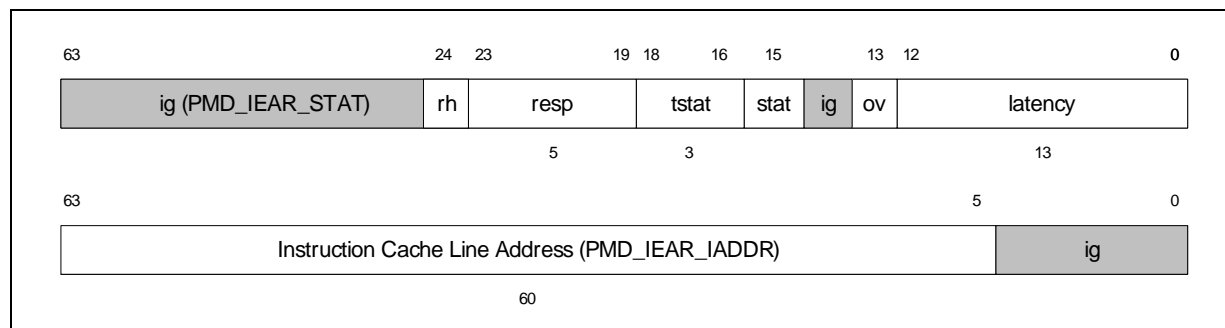 63 24 23 19 18 16 15 13 12 0
ig (PMD_IEAR_STAT) rh resp tstat stat ig ov latency
5 3 13
63 5 0
Instruction Cache Line Address (PMD_IEAR_IADDR) ig
60